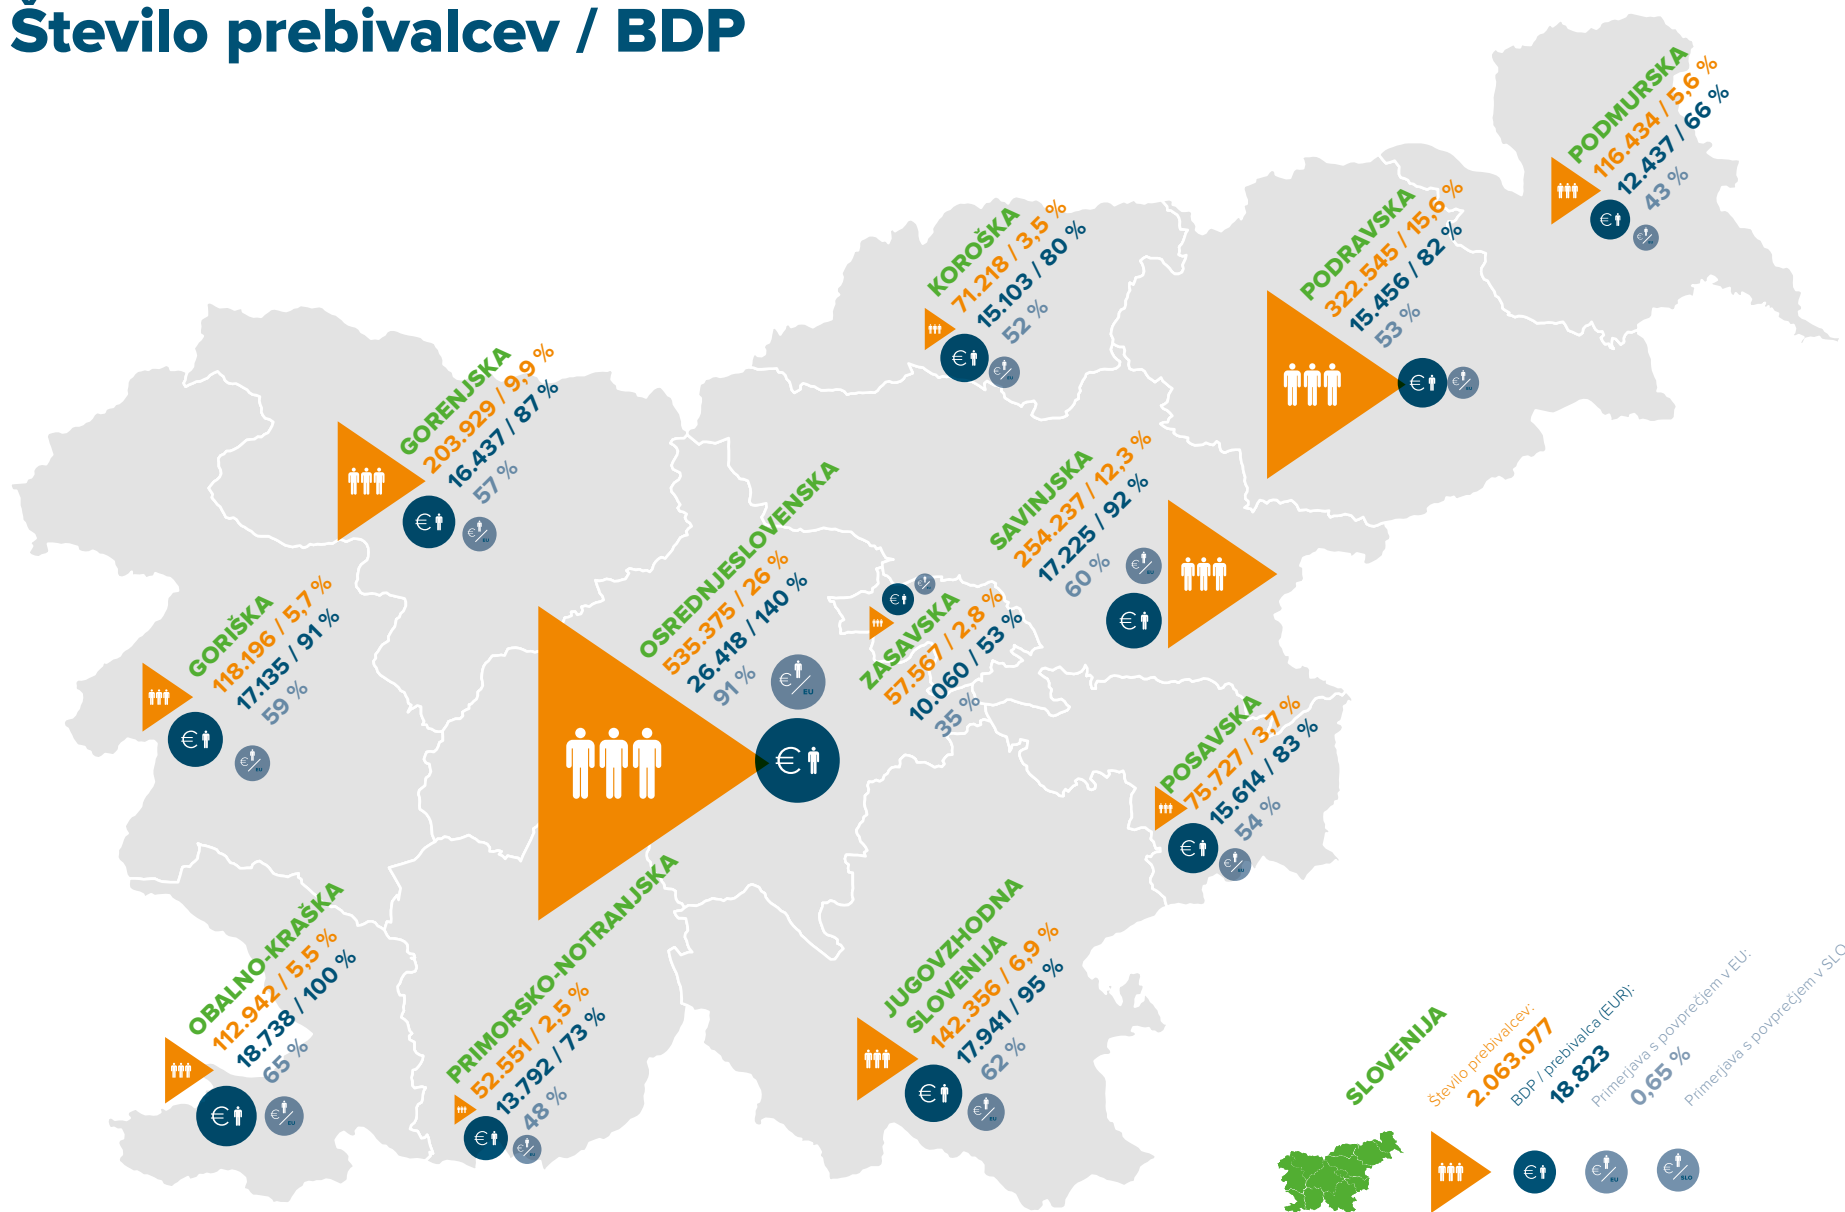 Število prebivalcev / BDP
PODMURSKA
116.434 / 5,6 %
12.437 / 66 %
43 %
PODRAVSKA
322.545 / 15,6 %
15.456 / 82 %
53 %
KOROŠKA
71.218 / 3,5 %
15.103 / 80 %
52 %
GORENJSKA
203.929 / 9,9 %
16.437 / 87 %
57 %
SAVINJSKA
254.237 / 12,3 %
17.225 / 92 %
60 %
OSREDNJESLOVENSKA
535.375 / 26 %
26.418 / 140 %
91 %
ZASAVSKA
57.567 / 2,8 %
10.060 / 53 %
35 %
GORIŠKA
118.196 / 5,7 %
17.135 / 91 %
59 %
POSAVSKA
75.727 / 3,7 %
15.614 / 83 %
54 %
OBALNO-KRAŠKA
112.942 / 5,5 %
18.738 / 100 %
65 %
PRIMORSKO-NOTRANJSKA
52.551 / 2,5 %
13.792 / 73 %
48 %
JUGOVZHODNA
SLOVENIJA
142.356 / 6,9 %
17.941 / 95 %
62 %
SLOVENIJA
Število prebivalcev:
2.063.077
BDP / prebivalca (EUR):
18.823
Primerjava s povprečjem v EU:
0,65 %
Primerjava s povprečjem v SLO
€/EU
€/SLO